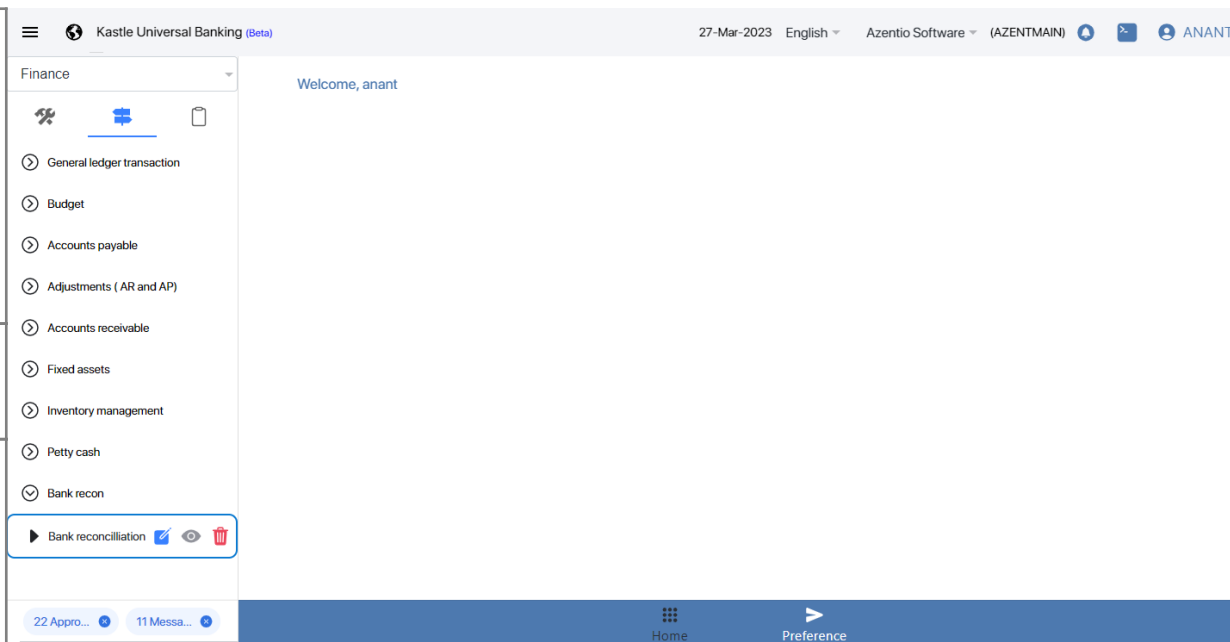 Kastle Universal Banking (Beta)
27-Mar-2023 English Azentio Software (AZENTMAIN) ANANT
Finance
Welcome, anant
General ledger transaction
Budget
Accounts payable
Adjustments ( AR and AP)
Accounts receivable
Fixed assets
Inventory management
Petty cash
Bank recon
Bank reconcilliation
22 Appro... 11 Messa...
Home Preference